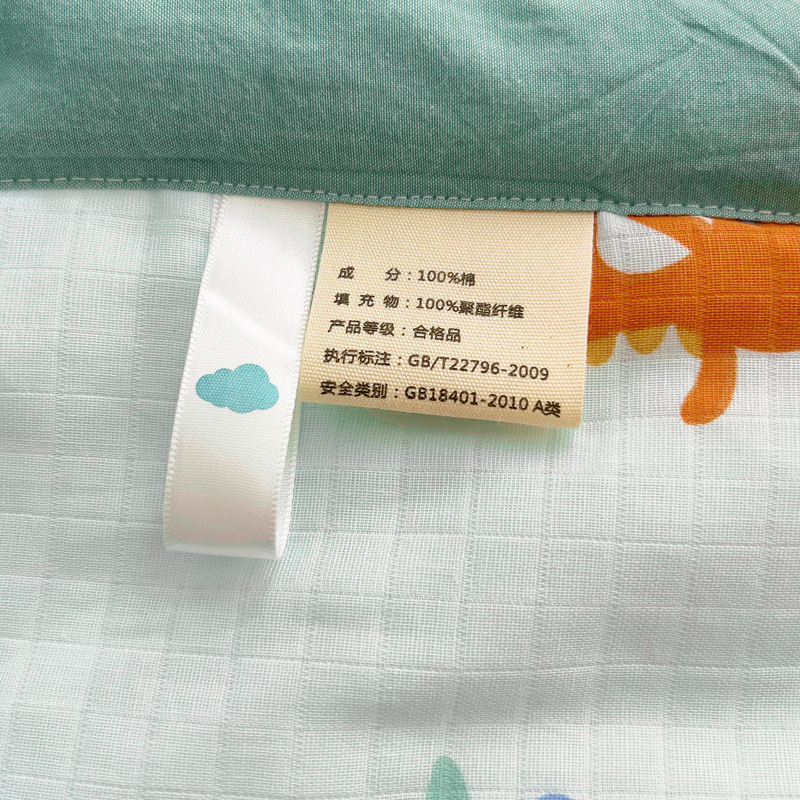 成 分：100%棉
填 充 物：100%聚酯纤维
产品等级：合格品
执行标注：GB/T22796-2009
安全类别：GB18401-2010 A类